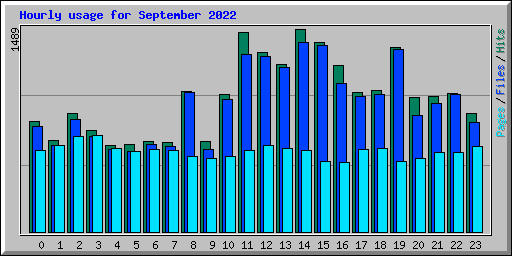 Hourly usage for September 2022
1489
Pages / Files / Hits
0 1 2 3 4 5 6 7 8 9 10 11 12 13 14 15 16 17 18 19 20 21 22 23